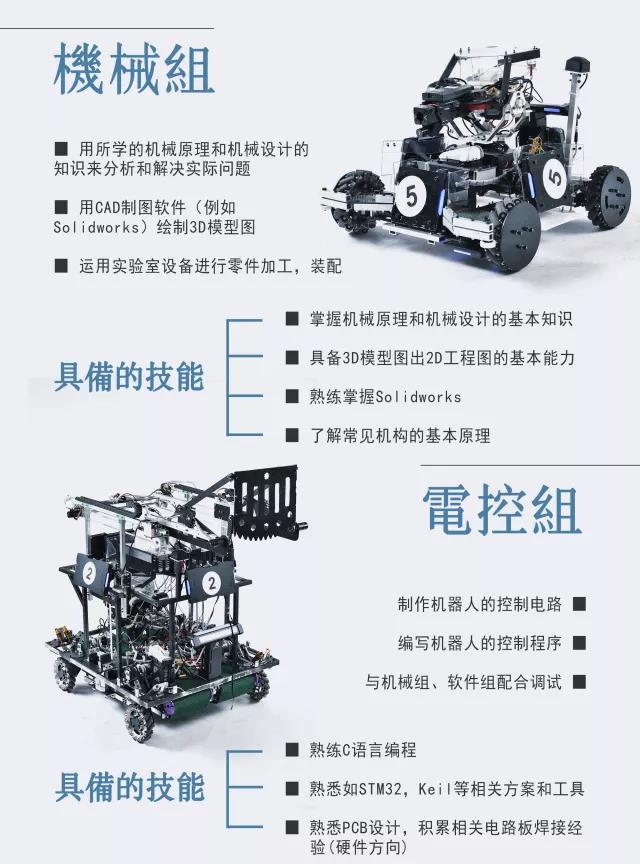 機械組
■ 用所学的机械原理和机械设计的
知识来分析和解决实际问题
■ 用CAD制图软件（例如
Solidworks）绘制3D模型图
■ 运用实验室设备进行零件加工，装配
5
5
具備的技能
■ 掌握机械原理和机械设计的基本知识
■ 具备3D模型图出2D工程图的基本能力
■ 熟练掌握Solidworks
■ 了解常见机构的基本原理
電控組
2
2
制作机器人的控制电路 ■
编写机器人的控制程序 ■
与机械组、软件组配合调试 ■
具備的技能
■ 熟练C语言编程
■ 熟悉如STM32，Keil等相关方案和工具
■ 熟悉PCB设计，积累相关电路板焊接经
验(硬件方向)